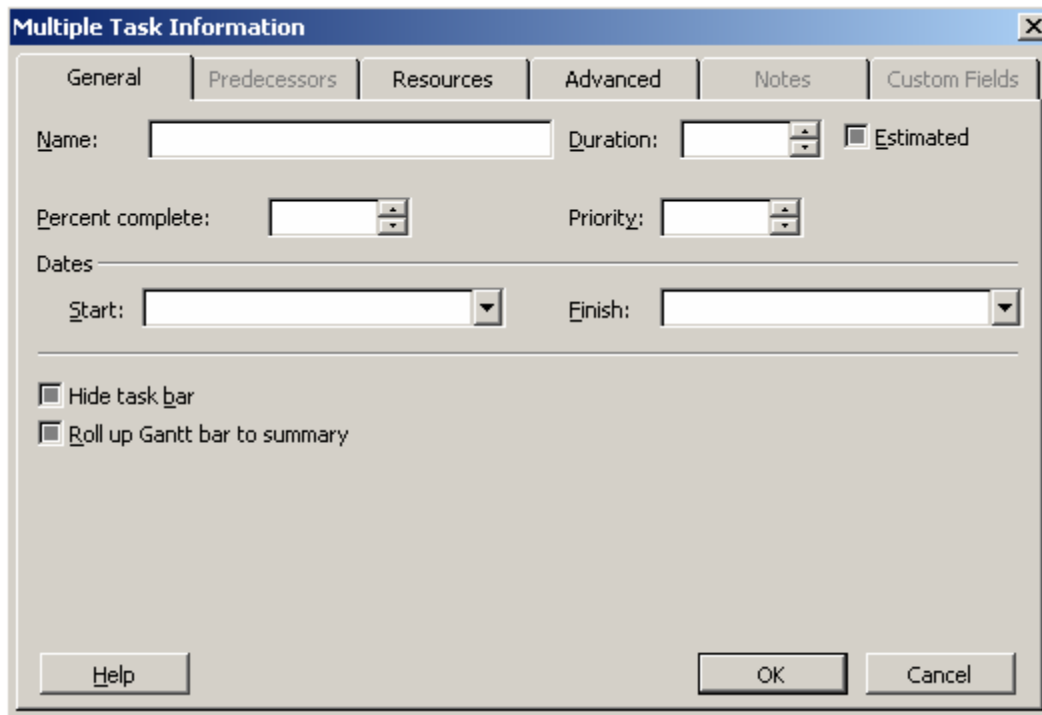 Multiple Task Information
General Predecessors Resources Advanced Notes Custom Fields
Name: Duration: Estimated
Percent complete: Priority:
Dates
Start: Finish:
Hide task bar
Roll up Gantt bar to summary
Help OK Cancel